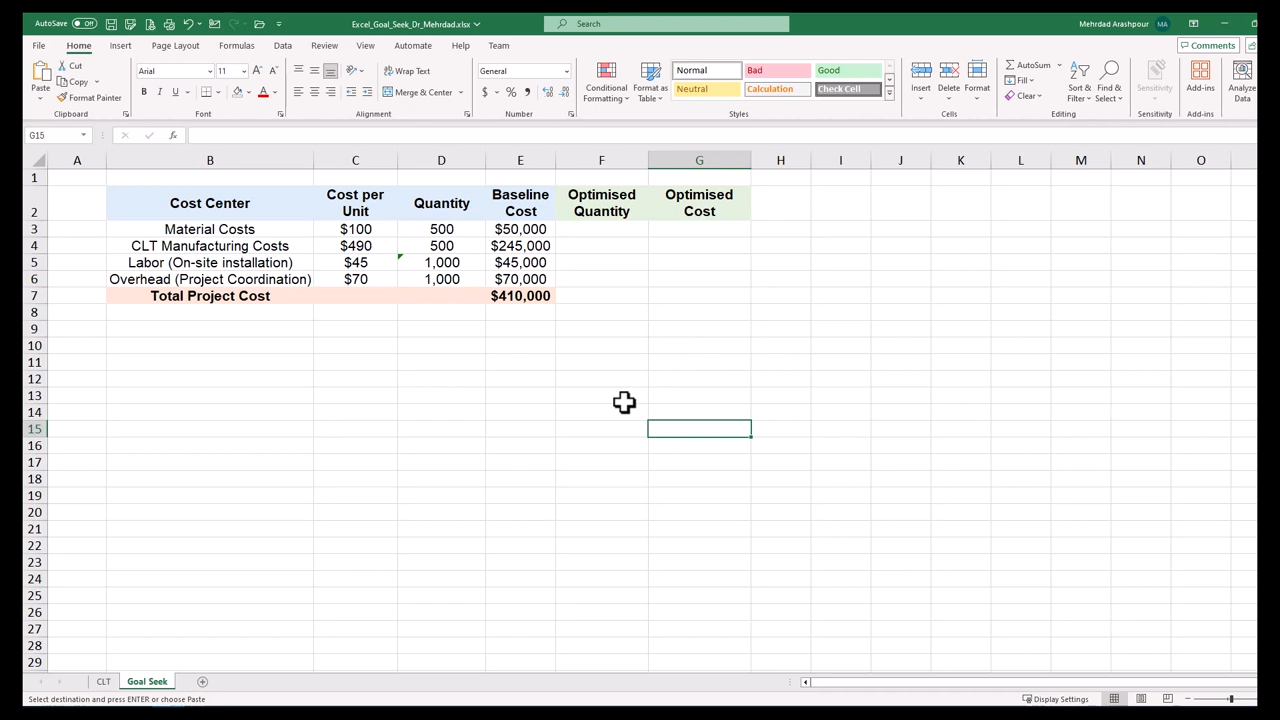 AutoSave Off
Excel_Goal_Seek_Dr_Mehrdad.xlsx
Search
Mehrdad Arashpour
MA
File Home Insert Page Layout Formulas Data Review View Automate Help Team
Comments
Paste
Cut
Copy
Format Painter
Clipboard
Arial
11
B I U
Font
Wrap Text
Merge & Center
Alignment
General
$ % ,
Number
Conditional Formatting
Format as Table
Normal Bad Good
Neutral Calculation Check Cell
Styles
Insert Delete Format
Cells
AutoSum
Fill
Clear
Sort & Filter
Find & Select
Editing
Sensitivity
Sensitivity
Add-ins
Add-ins
Analyze Data
G15
fx
A B C D E F G H I J K L M N O
1
2 Cost Center Cost per Unit Quantity Baseline Cost Optimised Quantity Optimised Cost
3 Material Costs $100 500 $50,000
4 CLT Manufacturing Costs $490 500 $245,000
5 Labor (On-site installation) $45 1,000 $45,000
6 Overhead (Project Coordination) $70 1,000 $70,000
7 Total Project Cost $410,000
8
9
10
11
12
13
14
15
16
17
18
19
20
21
22
23
24
25
26
27
28
29
CLT Goal Seek
Select destination and press ENTER or choose Paste
Display Settings